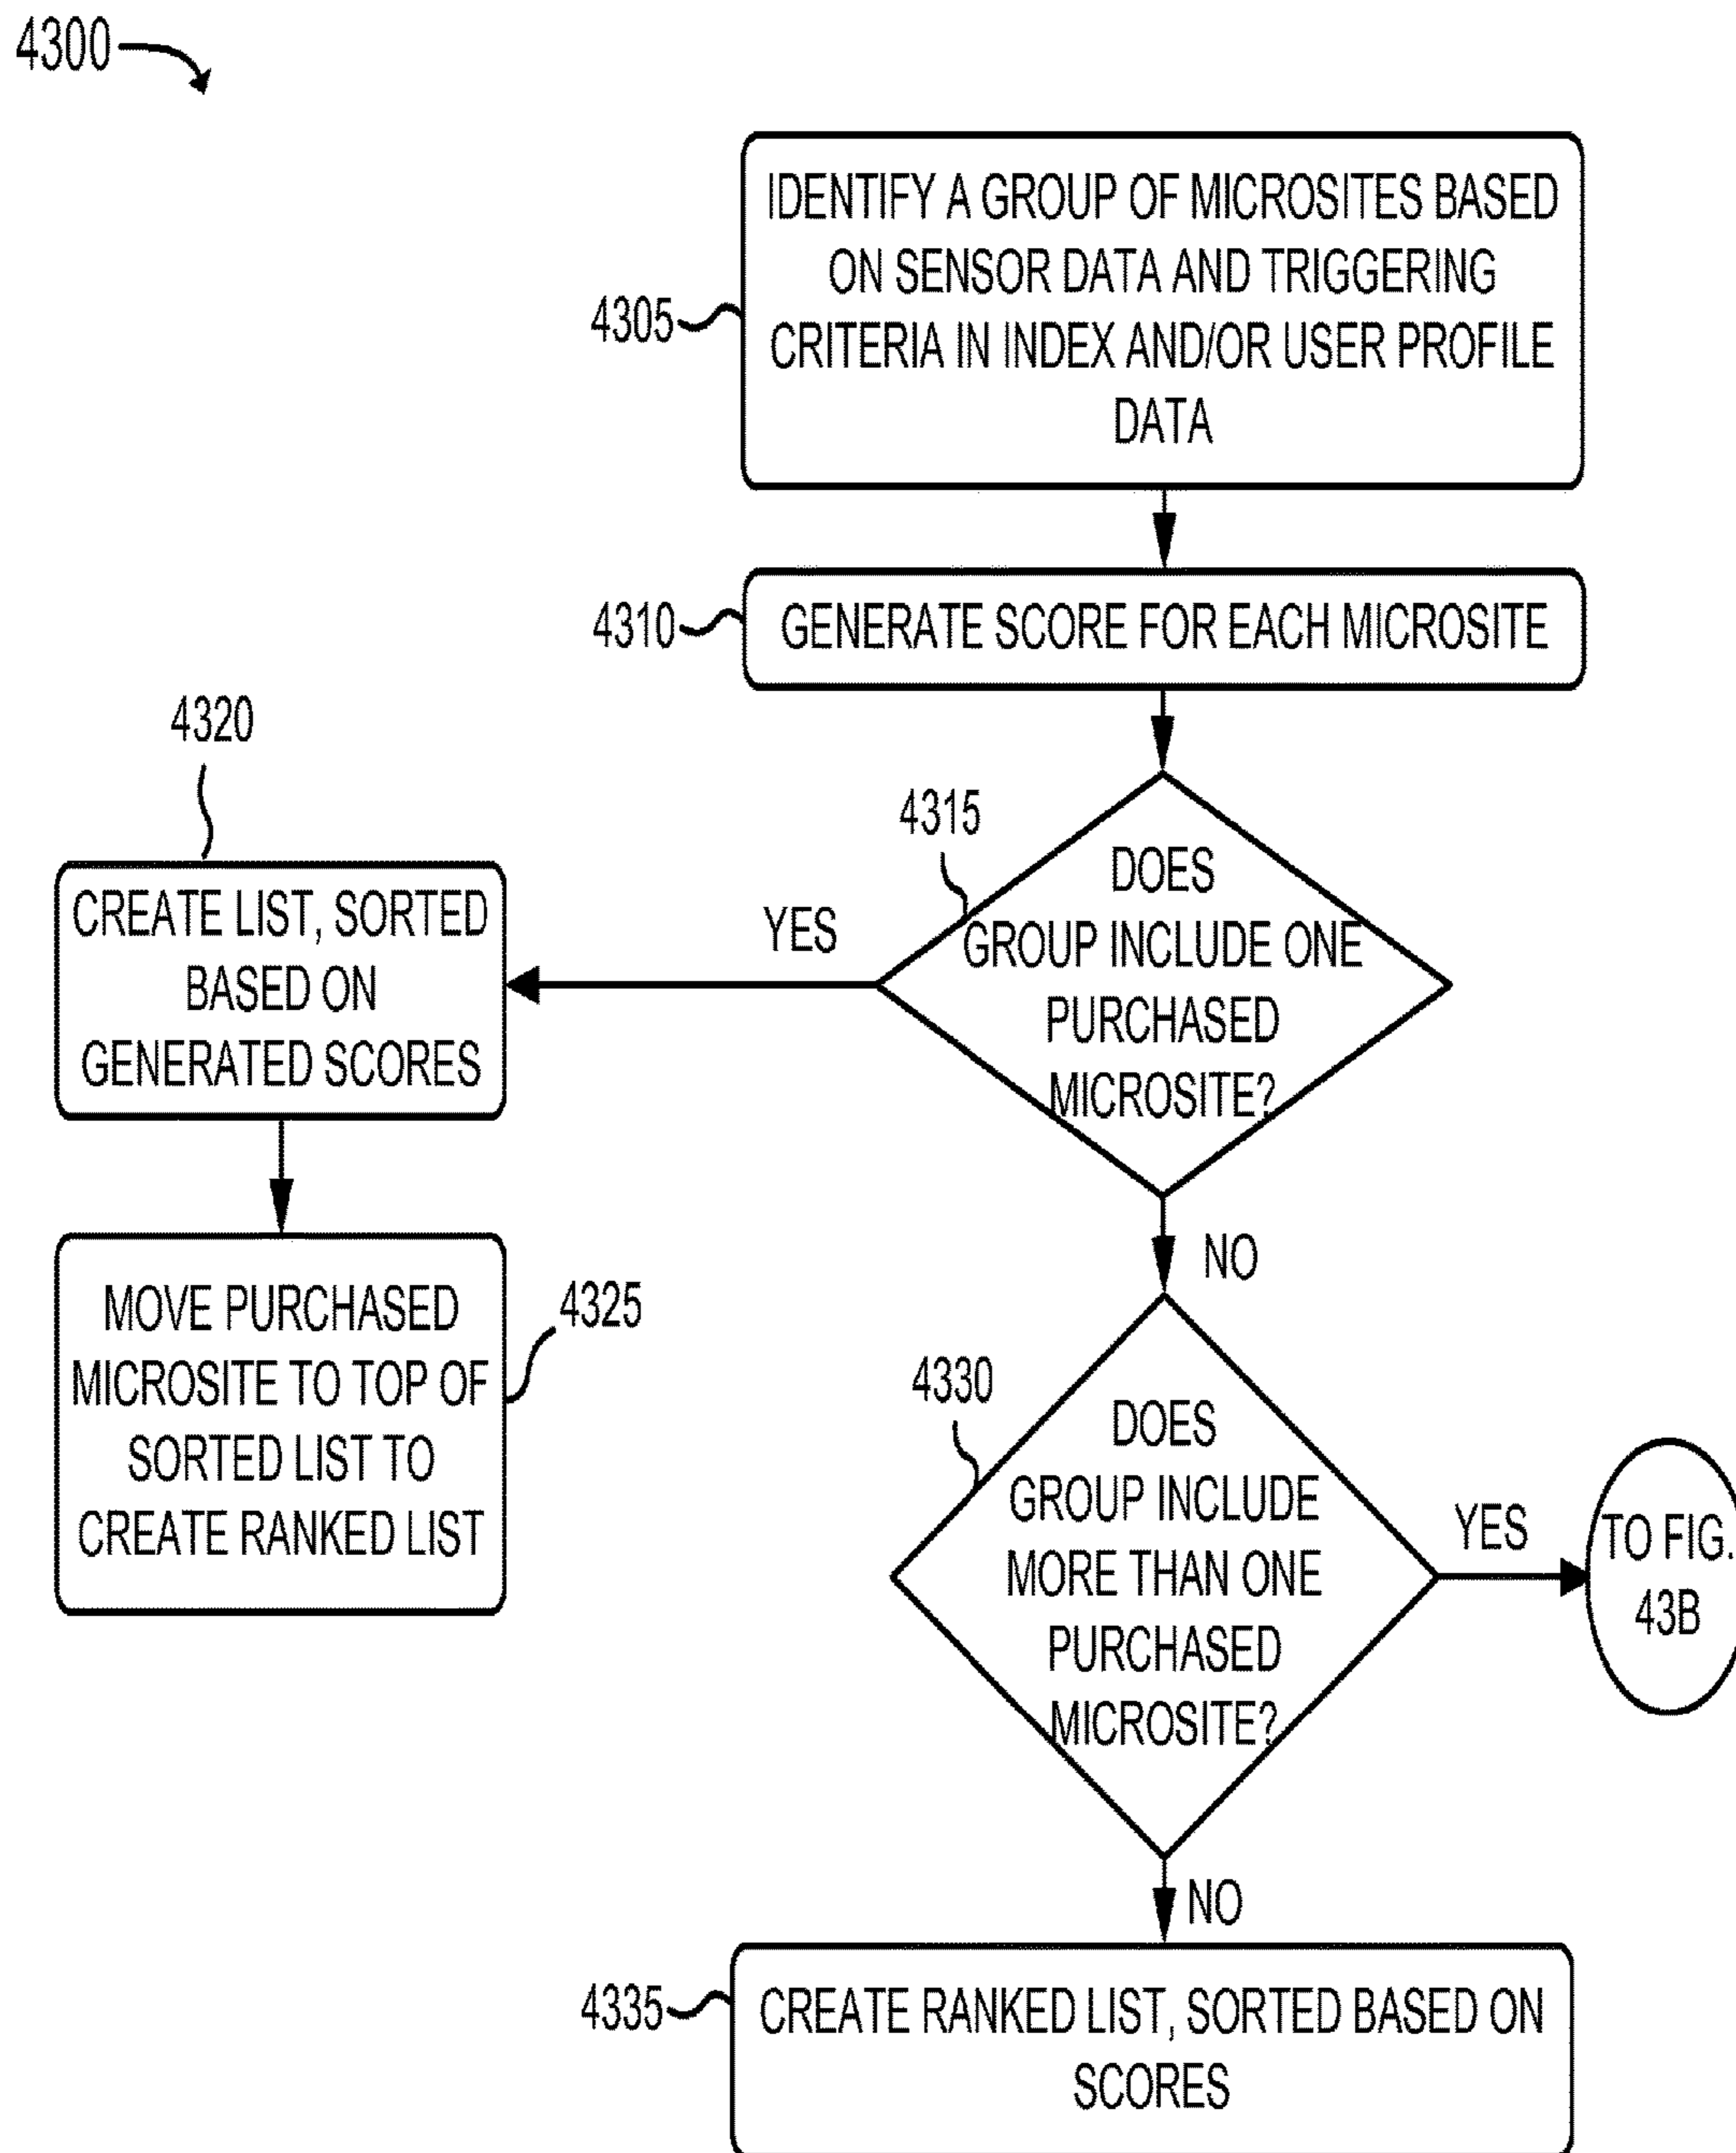 4300
IDENTIFY A GROUP OF MICROSITES BASED
ON SENSOR DATA AND TRIGGERING
CRITERIA IN INDEX AND/OR USER PROFILE
DATA
4305
4310
GENERATE SCORE FOR EACH MICROSITE
4315
DOES
GROUP INCLUDE ONE
PURCHASED
MICROSITE?
YES
4320
CREATE LIST, SORTED
BASED ON
GENERATED SCORES
4325
MOVE PURCHASED
MICROSITE TO TOP OF
SORTED LIST TO
CREATE RANKED LIST
NO
4330
DOES
GROUP INCLUDE
MORE THAN ONE
PURCHASED
MICROSITE?
YES
TO FIG.
43B
NO
4335
CREATE RANKED LIST, SORTED BASED ON
SCORES